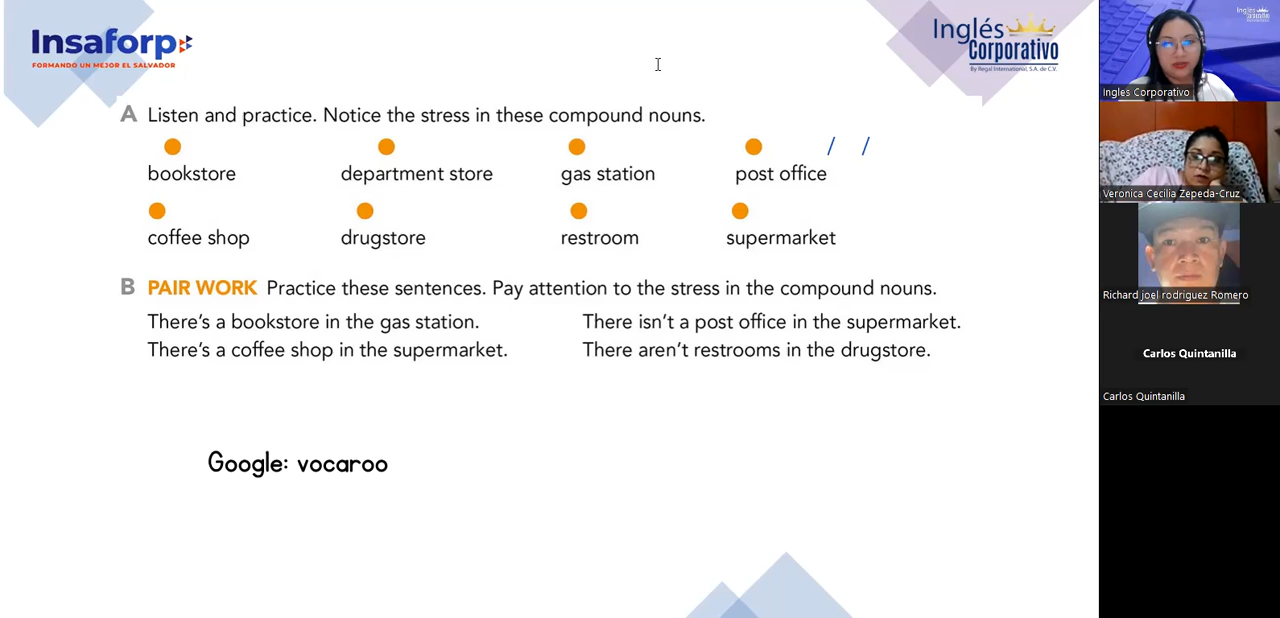 Insaforp
FORMANDO UN MEJOR EL SALVADOR
Inglés
Corporativo
By Regal International, S.A. de C.V.
A Listen and practice. Notice the stress in these compound nouns.
bookstore department store gas station post office / /
coffee shop drugstore restroom supermarket
B PAIR WORK Practice these sentences. Pay attention to the stress in the compound nouns.
There's a bookstore in the gas station. There isn't a post office in the supermarket.
There's a coffee shop in the supermarket. There aren't restrooms in the drugstore.
Google: vocaroo
Inglés
Ingles Corporativo
Veronica Cecilia Zepeda-Cruz
Richard joel rodriguez Romero
Carlos Quintanilla
Carlos Quintanilla